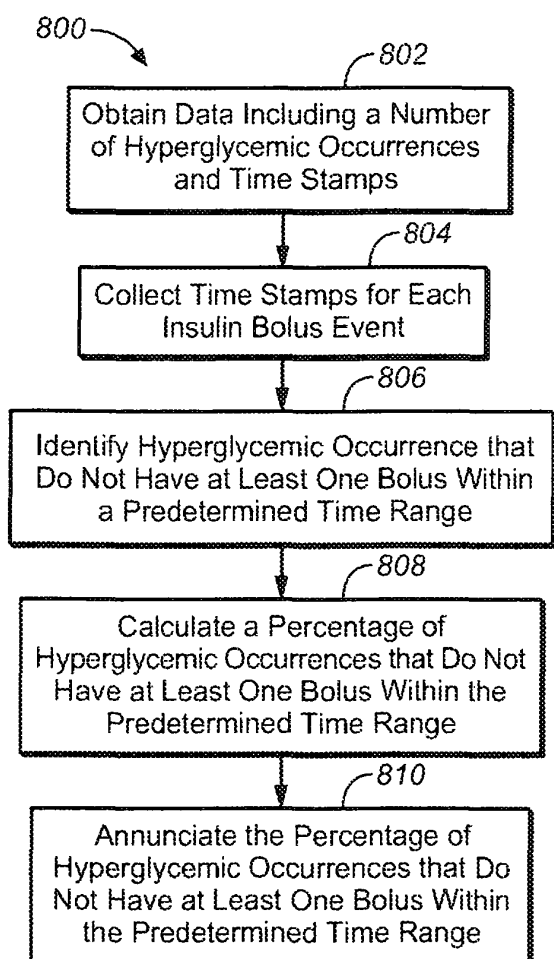 800
802
Obtain Data Including a Number
of Hyperglycemic Occurrences
and Time Stamps
804
Collect Time Stamps for Each
Insulin Bolus Event
806
Identify Hyperglycemic Occurrence that
Do Not Have at Least One Bolus Within
a Predetermined Time Range
808
Calculate a Percentage of
Hyperglycemic Occurrences that Do Not
Have at Least One Bolus Within the
Predetermined Time Range
810
Annunciate the Percentage of
Hyperglycemic Occurrences that Do
Not Have at Least One Bolus Within
the Predetermined Time Range